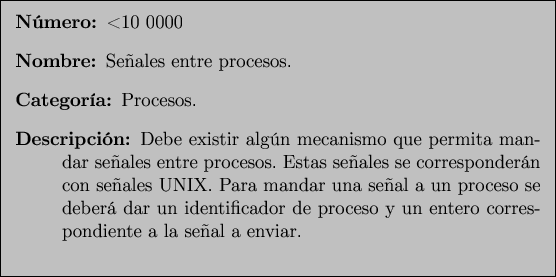 Número: <10 0000
Nombre: Señales entre procesos.
Categoría: Procesos.
Descripción: Debe existir algún mecanismo que permita man-
dar señales entre procesos. Estas señales se corresponderán
con señales UNIX. Para mandar una señal a un proceso se
deberá dar un identificador de proceso y un entero corres-
pondiente a la señal a enviar.